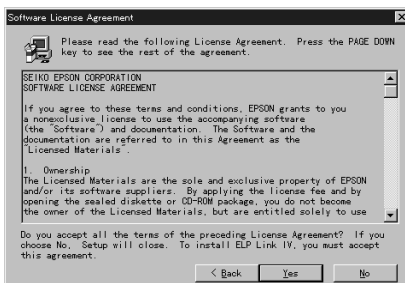 Software License Agreement
Please read the following License Agreement. Press the PAGE DOWN
key to see the rest of the agreement.
SEIKO EPSON CORPORATION
SOFTWARE LICENSE AGREEMENT
If you agree to these terms and conditions, EPSON grants to you
a nonexclusive license to use the accompanying software
(the "Software") and documentation. The Software and the
documentation are referred to in this Agreement as the
"Licensed Materials".
1. Ownership
The Licensed Materials are the sole and exclusive property of EPSON
and/or its software suppliers. By applying the license fee and by
opening the sealed diskette or CD-ROM package, you do not become
the owner of the Licensed Materials, but are entitled solely to use
Do you accept all the terms of the preceding License Agreement? If you
choose No, Setup will close. To install ELP Link IV, you must accept
this agreement.
< Back
Yes
No